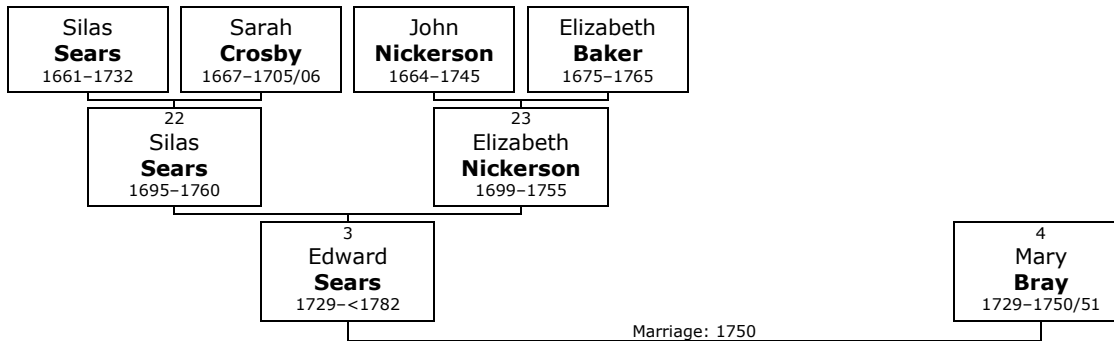 Silas
Sears
1661–1732
Sarah
Crosby
1667–1705/06
John
Nickerson
1664–1745
Elizabeth
Baker
1675–1765
22
Silas
Sears
1695–1760
23
Elizabeth
Nickerson
1699–1755
3
Edward
Sears
1729–<1782
4
Mary
Bray
1729–1750/51
Marriage: 1750